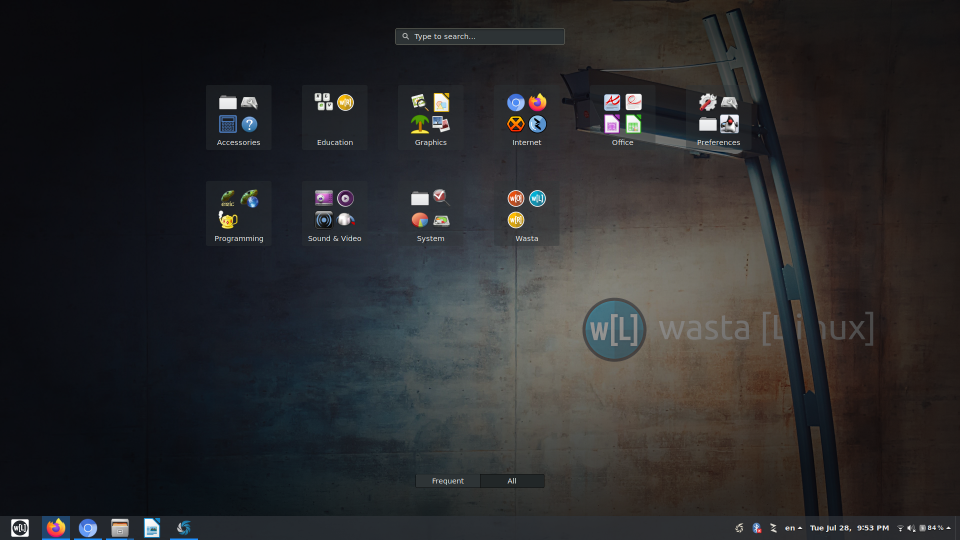 Type to search...
Accessories
Education
Graphics
Internet
Office
Preferences
Programming
Sound & Video
System
Wasta
w[L] wasta [Linux]
Frequent
All
w[L]
en
Tue Jul 28, 9:53 PM
84 %